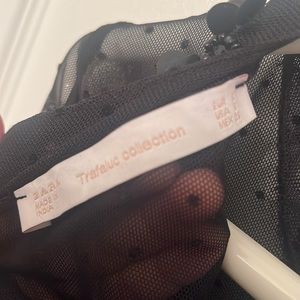 ZARA
MADE IN
INDIA
Trafaluc collection
EUR
USA
MEX